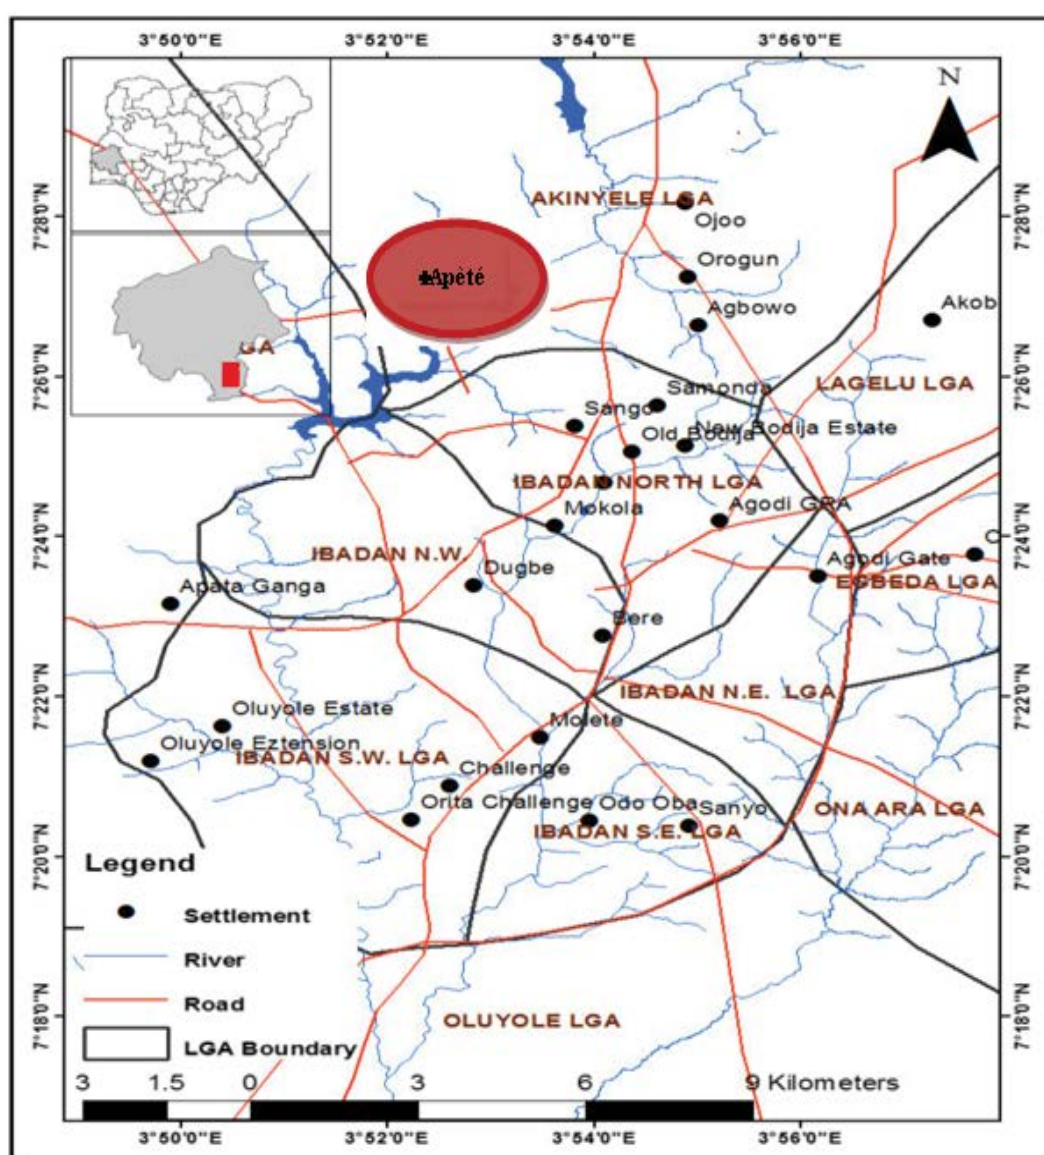 3°50'0"E 3°52'0"E 3°54'0"E 3°56'0"E
N
AKINYELE LGA
7°28'0"N 7°28'0"N
Ojoo
Orogun
Apèté
Agbowo
Akob
GA
7°26'0"N 7°26'0"N
LAGELU LGA
Samonda
Sango
New Bodija Estate
Old Bodija
IBADAN NORTH LGA
Mokola
Agodi GRA
7°24'0"N 7°24'0"N
IBADAN N.W.
Agodi Gate
Dugbe
EGBEDA LGA
Apata Ganga
Bere
7°22'0"N 7°22'0"N
IBADAN N.E. LGA
Oluyole Estate
Molete
Oluyole Eztension
IBADAN S.W. LGA
Challenge
Orita Challenge
Odo Oba
Sanyo
ONA ARA LGA
IBADAN S.E. LGA
7°20'0"N 7°20'0"N
Legend
Settlement
River
Road
LGA Boundary
7°18'0"N 7°18'0"N
OLUYOLE LGA
3 1.5 0 3 6 9 Kilometers
3°50'0"E 3°52'0"E 3°54'0"E 3°56'0"E